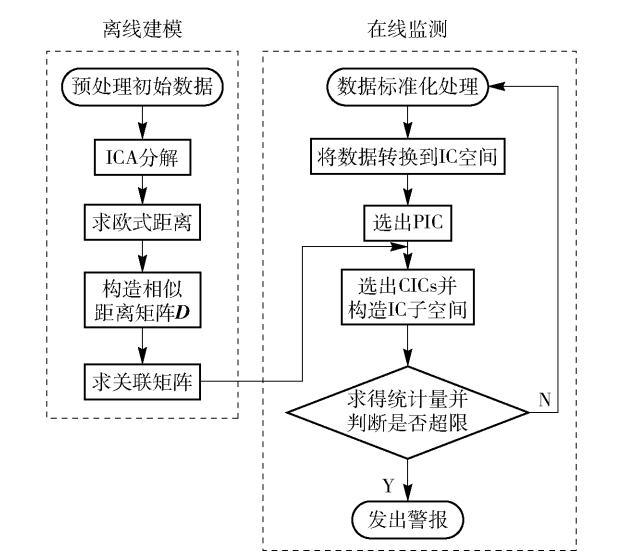 离线建模
预处理初始数据
ICA分解
求欧式距离
构造相似
距离矩阵D
求关联矩阵
在线监测
数据标准化处理
将数据转换到IC空间
选出PIC
选出CICs并
构造IC子空间
求得统计量并
判断是否超限
N
Y
发出警报